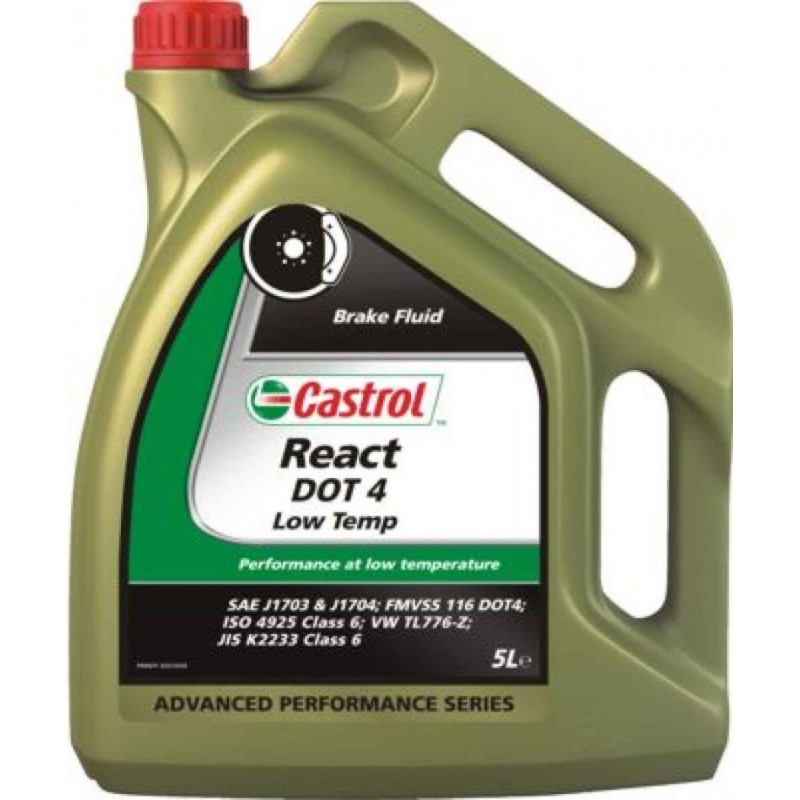 Brake Fluid
Castrol
TM
React
DOT 4
Low Temp
Performance at low temperature
SAE J1703 & J1704; FMVSS 116 DOT4;
ISO 4925 Class 6; VW TL776-Z;
JIS K2233 Class 6
5L e
ADVANCED PERFORMANCE SERIES